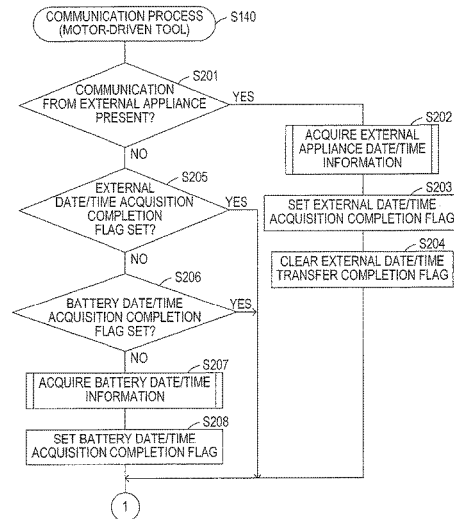 COMMUNICATION PROCESS
(MOTOR-DRIVEN TOOL)
S140
S201
COMMUNICATION
FROM EXTERNAL APPLIANCE
PRESENT?
YES
NO
S202
ACQUIRE EXTERNAL
APPLIANCE DATE/TIME
INFORMATION
S203
SET EXTERNAL DATE/TIME
ACQUISITION COMPLETION FLAG
S204
CLEAR EXTERNAL DATE/TIME
TRANSFER COMPLETION FLAG
S205
EXTERNAL
DATE/TIME ACQUISITION
COMPLETION
FLAG SET?
YES
NO
S206
BATTERY DATE/TIME
ACQUISITION COMPLETION
FLAG SET?
YES
NO
S207
ACQUIRE BATTERY DATE/TIME
INFORMATION
S208
SET BATTERY DATE/TIME
ACQUISITION COMPLETION FLAG
1